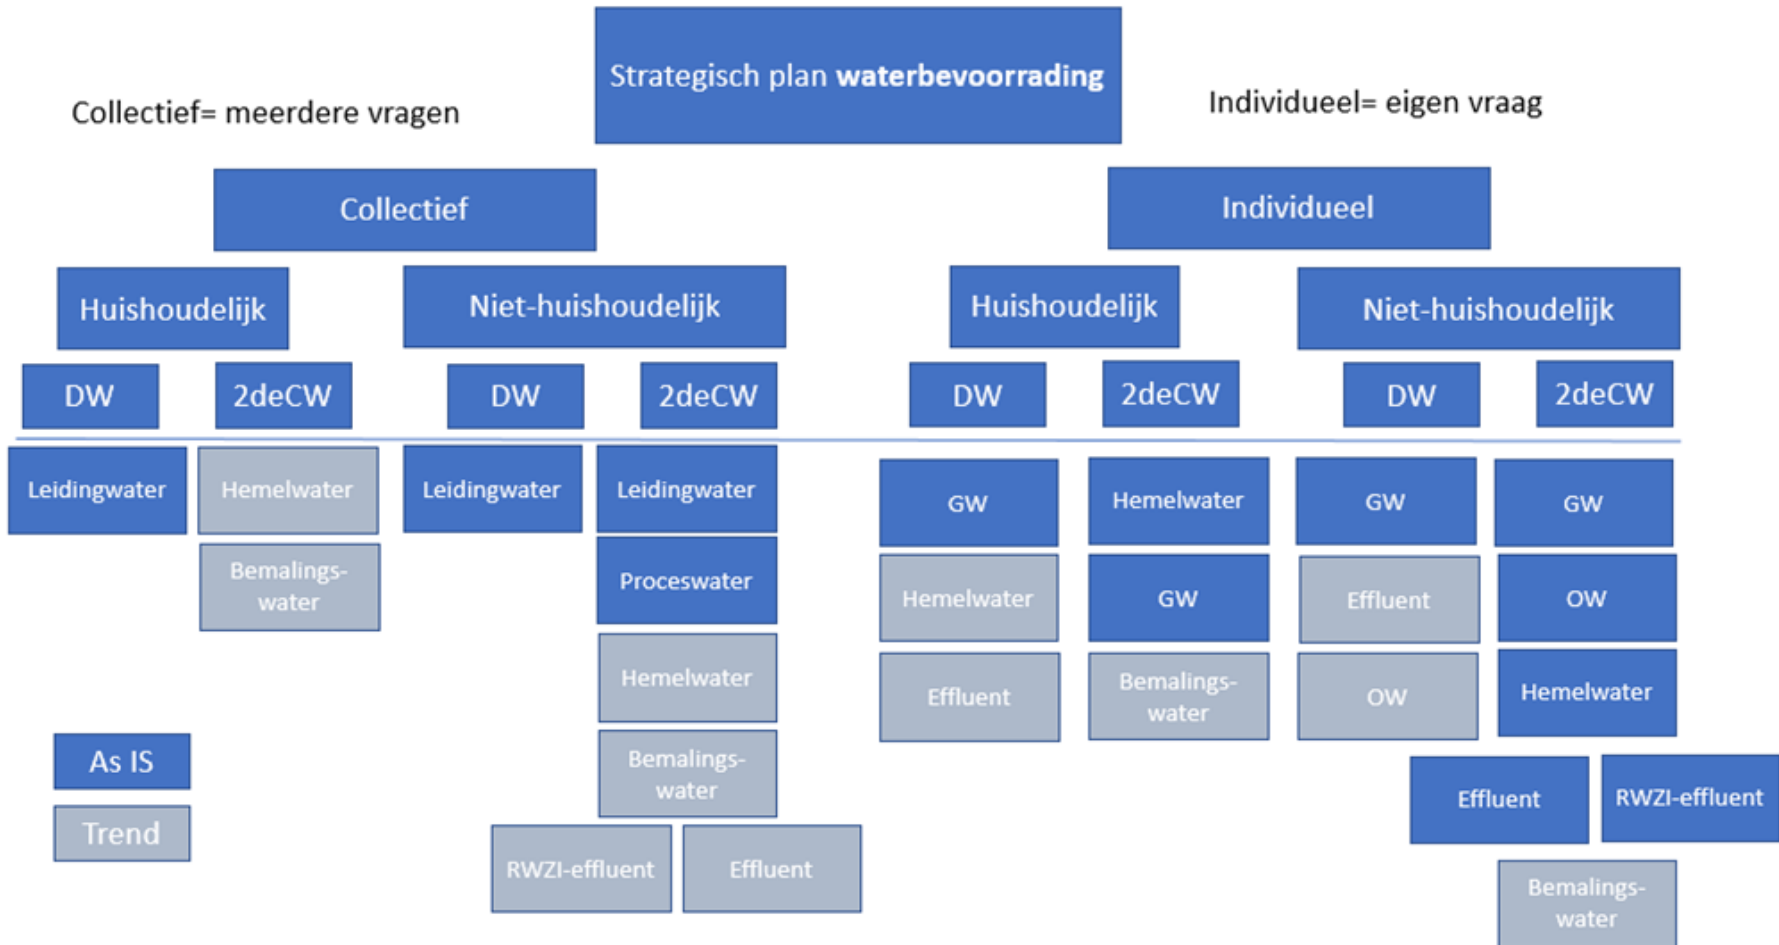 Strategisch plan waterbevoorrading
Collectief= meerdere vragen
Individueel= eigen vraag
Collectief
Individueel
Huishoudelijk
Niet-huishoudelijk
Huishoudelijk
Niet-huishoudelijk
DW
2deCW
DW
2deCW
DW
2deCW
DW
2deCW
Leidingwater
Hemelwater
Bemalings-
water
Leidingwater
Leidingwater
Proceswater
Hemelwater
Bemalings-
water
RWZI-effluent
Effluent
GW
Hemelwater
Effluent
Hemelwater
GW
Bemalings-
water
GW
Effluent
OW
GW
OW
Hemelwater
Effluent
RWZI-effluent
Bemalings-
water
As IS
Trend